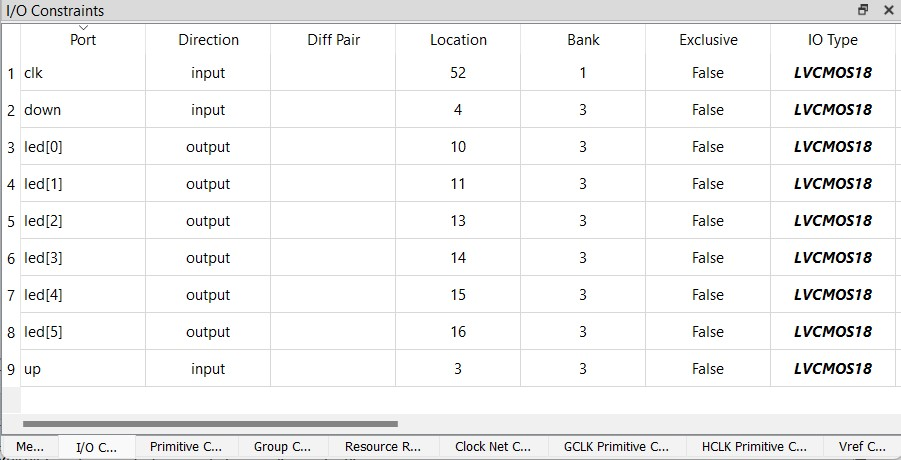 I/O Constraints
Port Direction Diff Pair Location Bank Exclusive IO Type
1 clk input 52 1 False LVCMOS18
2 down input 4 3 False LVCMOS18
3 led[0] output 10 3 False LVCMOS18
4 led[1] output 11 3 False LVCMOS18
5 led[2] output 13 3 False LVCMOS18
6 led[3] output 14 3 False LVCMOS18
7 led[4] output 15 3 False LVCMOS18
8 led[5] output 16 3 False LVCMOS18
9 up input 3 3 False LVCMOS18
Me... I/O C... Primitive C... Group C... Resource R... Clock Net C... GCLK Primitive C... HCLK Primitive C... Vref C...